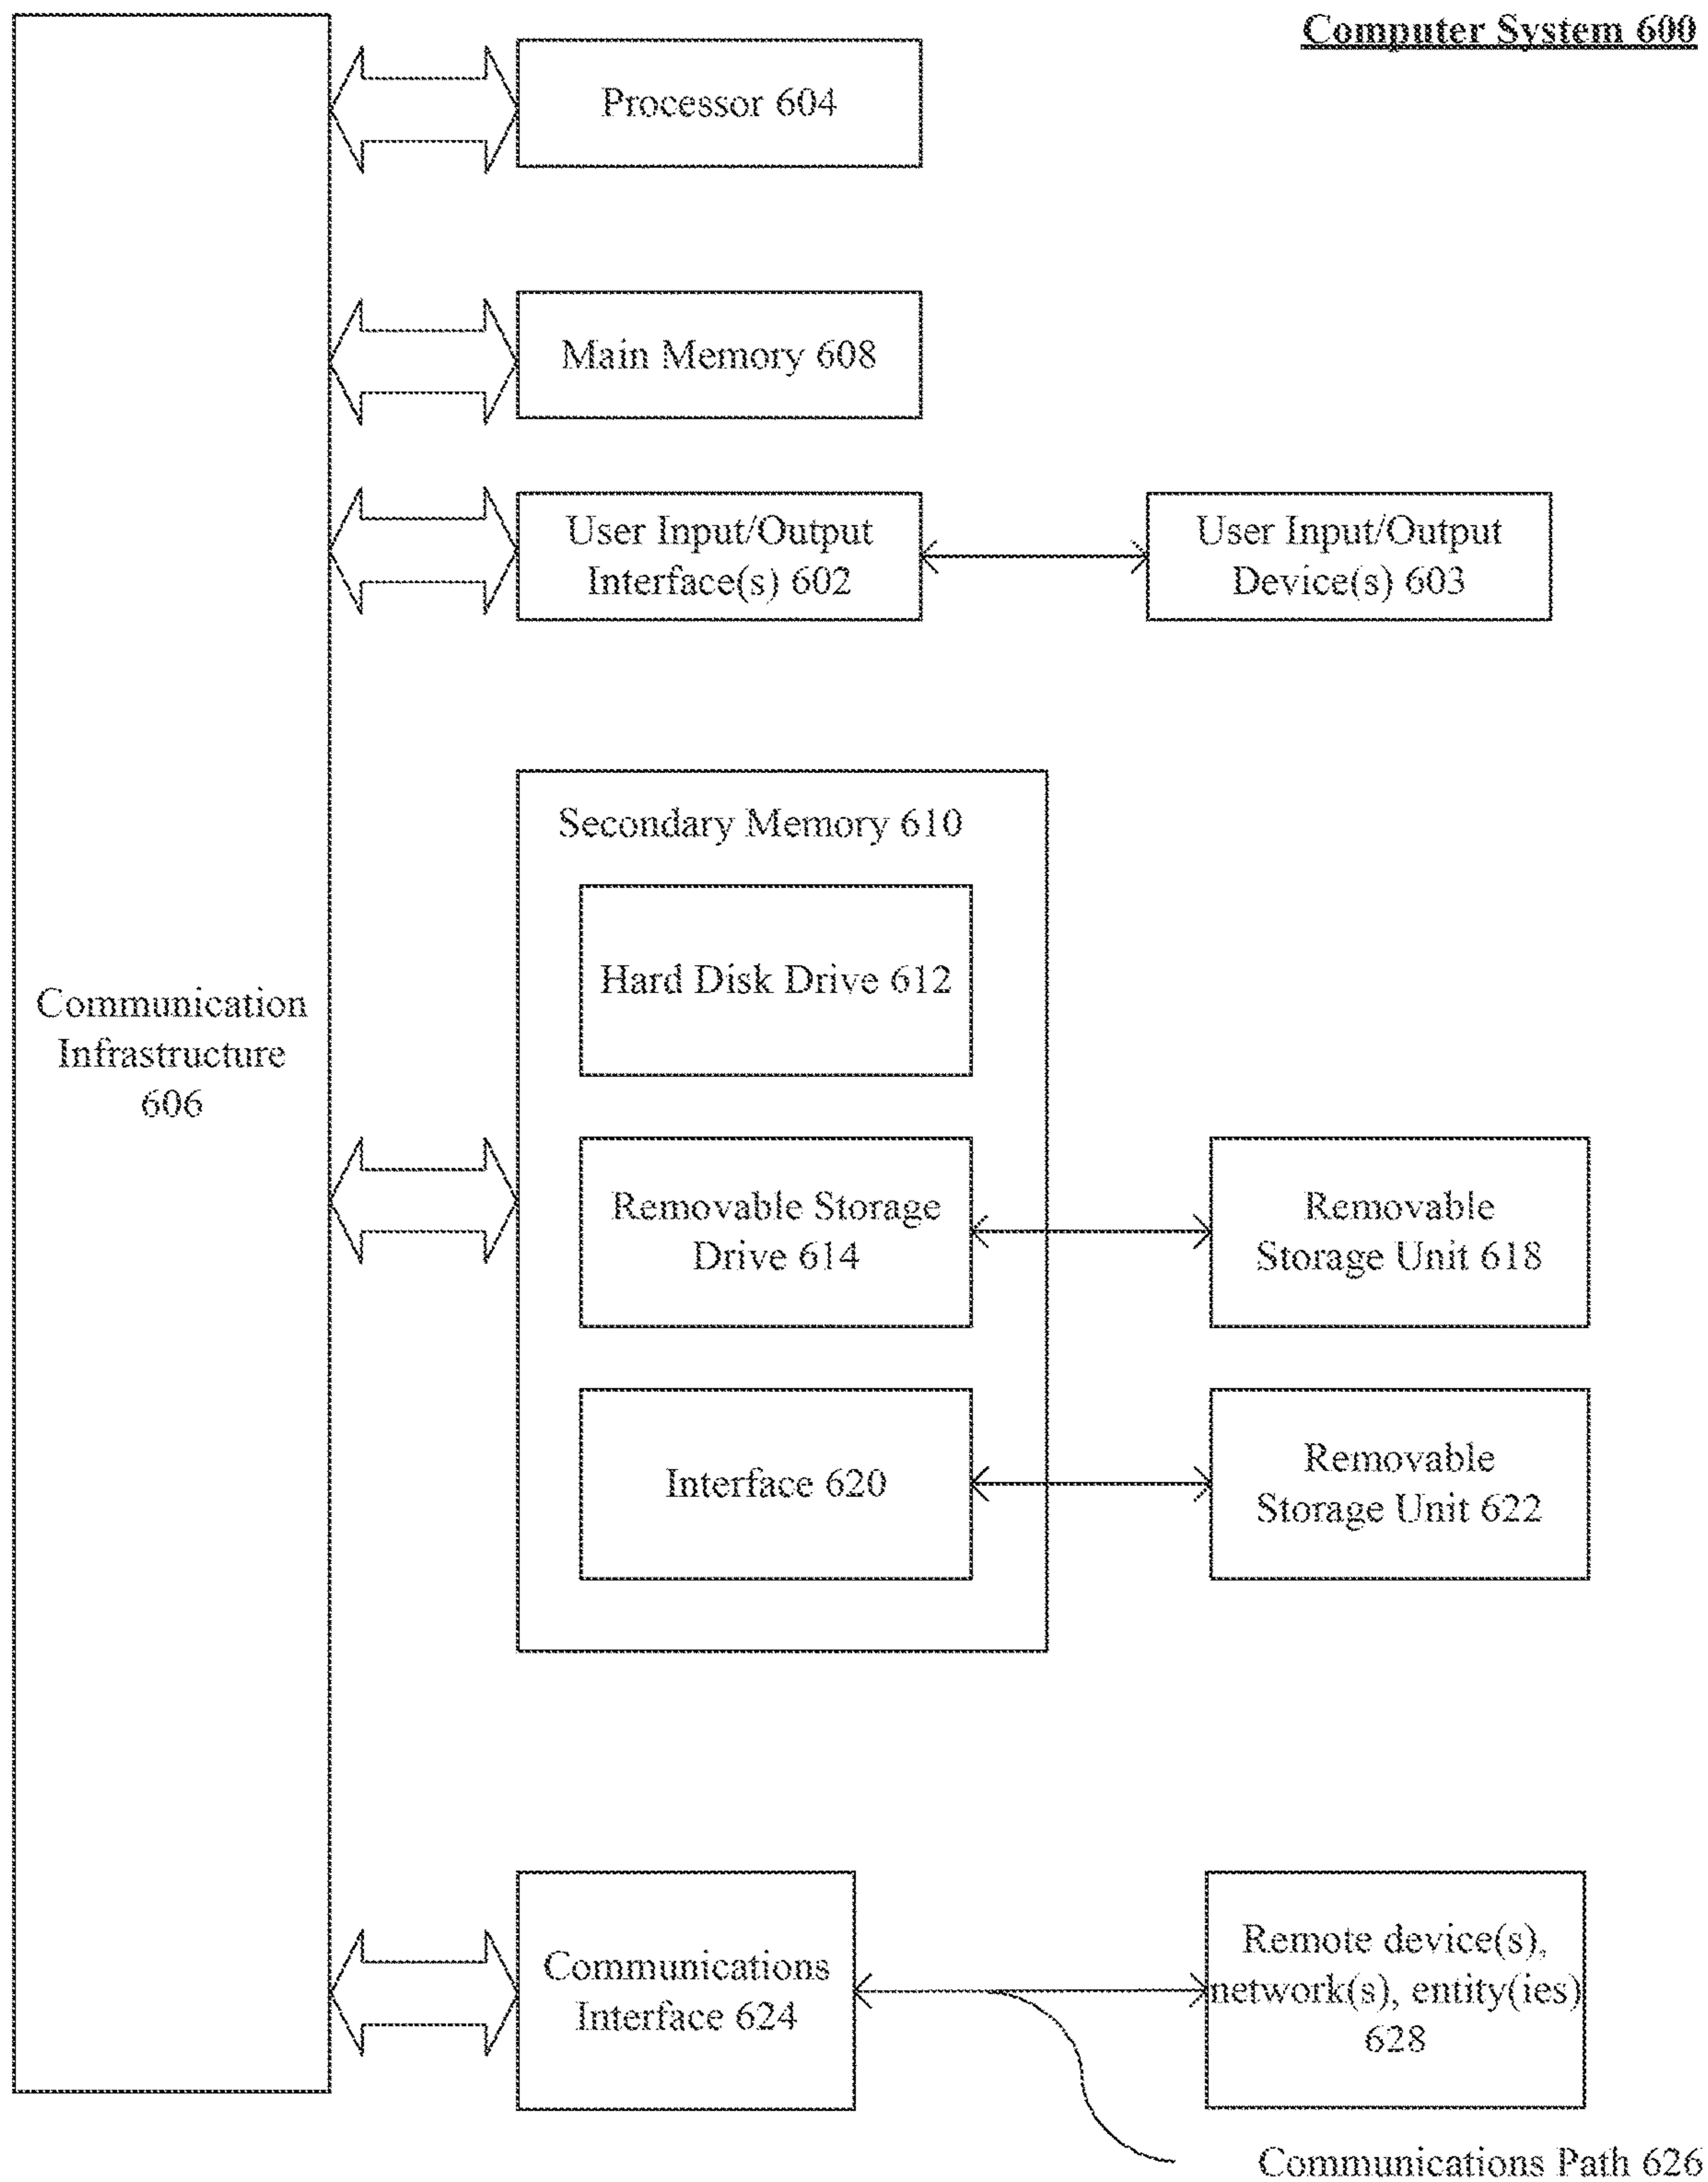 Computer System 600
Processor 604
Main Memory 608
User Input/Output
Interface(s) 602
User Input/Output
Device(s) 603
Secondary Memory 610
Hard Disk Drive 612
Communication
Infrastructure
606
Removable Storage
Drive 614
Removable
Storage Unit 618
Interface 620
Removable
Storage Unit 622
Communications
Interface 624
Remote device(s),
network(s), entity(ies)
628
Communications Path 626